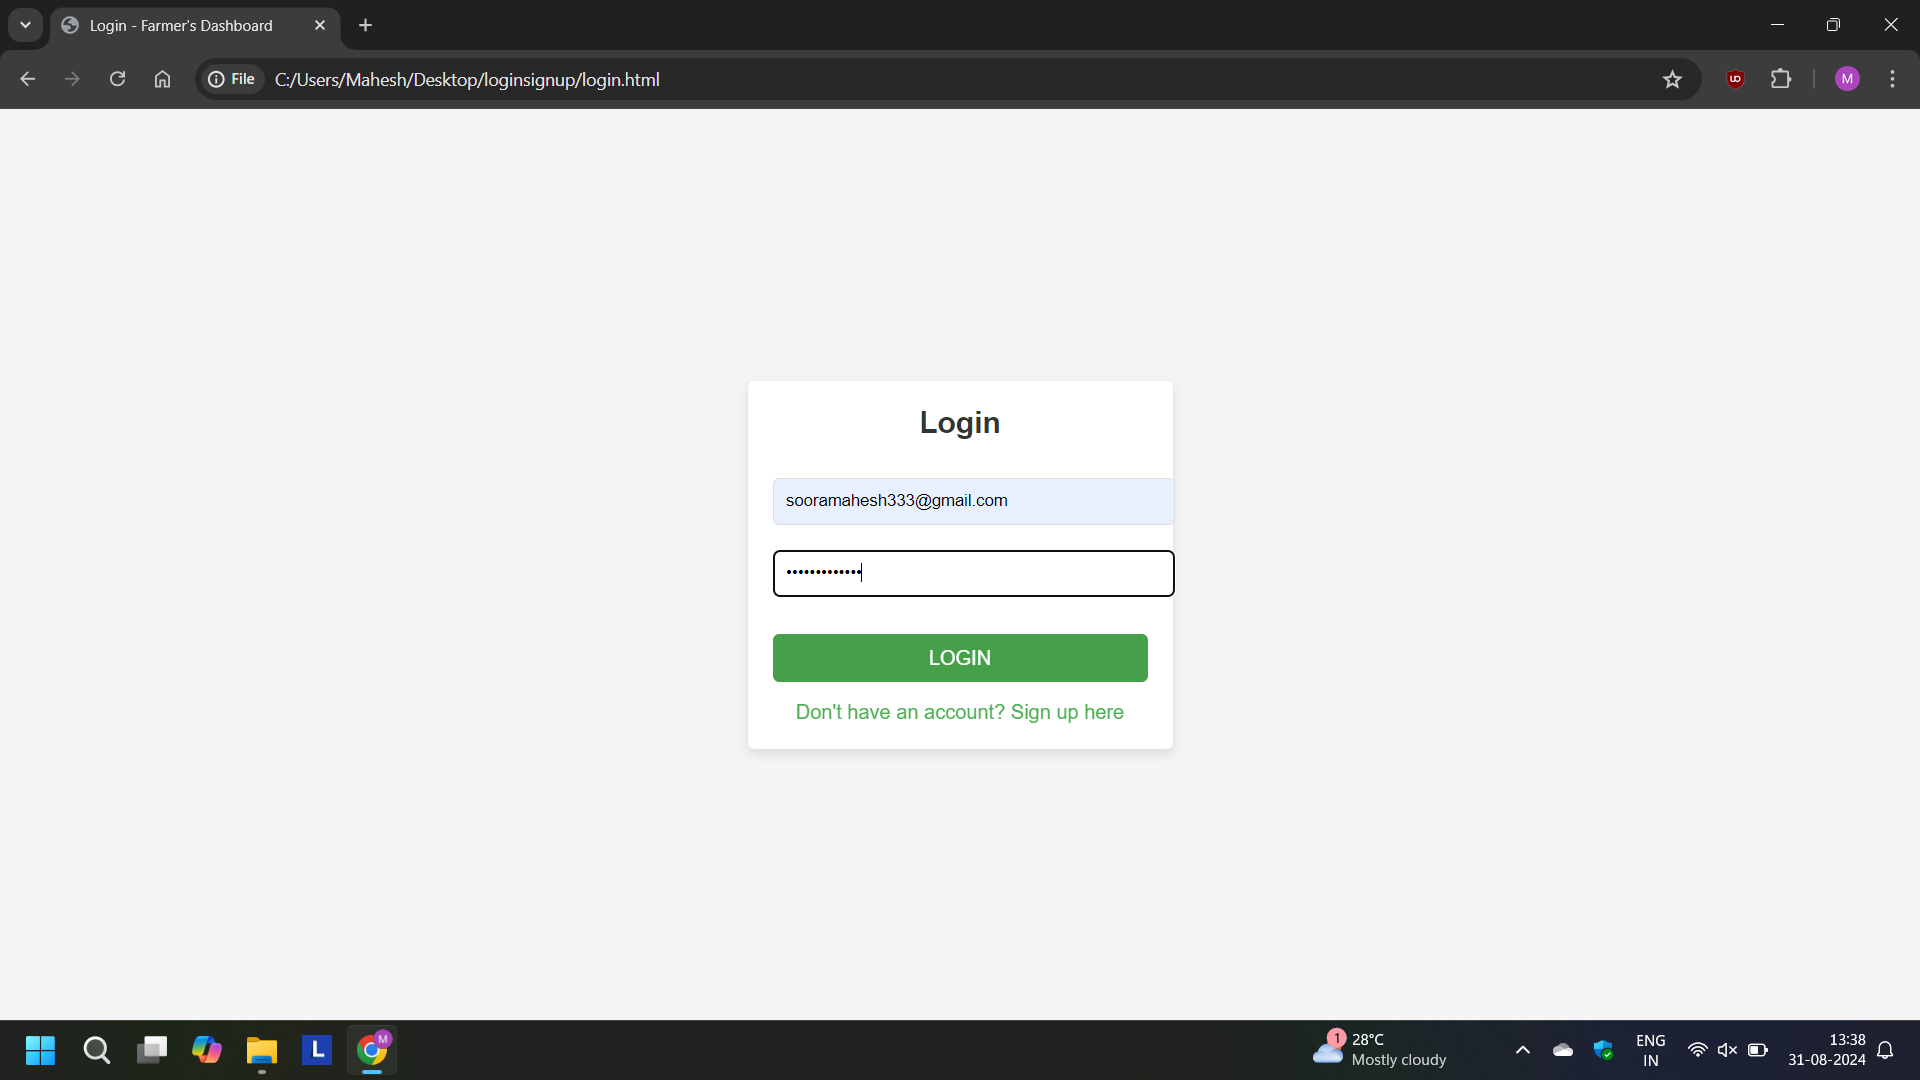 Login - Farmer's Dashboard
File C:/Users/Mahesh/Desktop/loginsignup/login.html
UO
M
Login
sooramahesh333@gmail.com
•••••••••••••
LOGIN
Don't have an account? Sign up here
L
M
1
28°C
Mostly cloudy
ENG
IN
13:38
31-08-2024